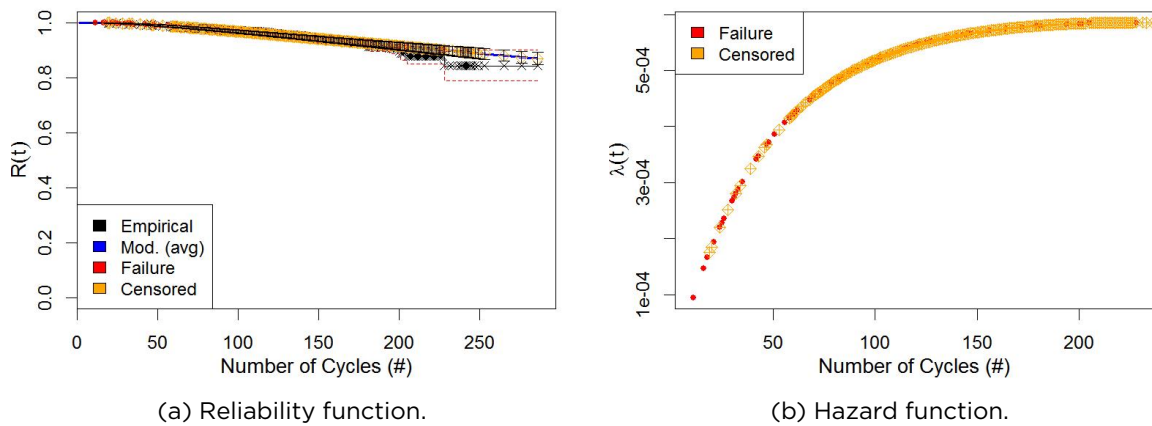 1.0
0.8
0.6
0.4
0.2
0.0
R(t)
Empirical
Mod. (avg)
Failure
Censored
0 50 100 150 200 250
Number of Cycles (#)
(a) Reliability function.
Failure
Censored
5e-04
3e-04
1e-04
λ(t)
50 100 150 200
Number of Cycles (#)
(b) Hazard function.